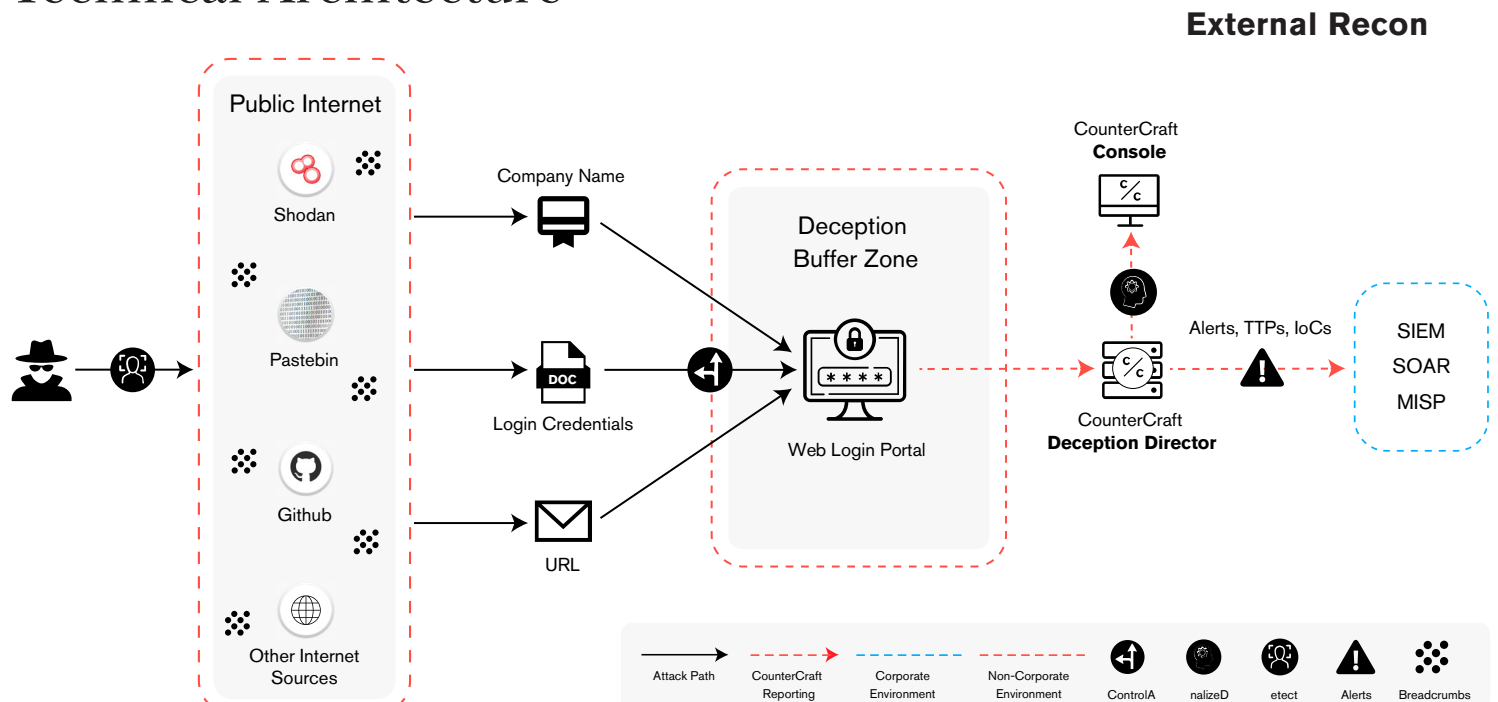 Technical Architecture
External Recon
Public Internet
Shodan
Pastebin
Github
Other Internet
Sources
Company Name
DOC
Login Credentials
URL
Deception
Buffer Zone
* * * *
Web Login Portal
CounterCraft
Console
C/C
C/C
CounterCraft
Deception Director
Alerts, TTPs, IoCs
SIEM
SOAR
MISP
Attack Path
CounterCraft
Reporting
Corporate
Environment
Non-Corporate
Environment
ControlA
nalizeD
etect
Alerts
Breadcrumbs